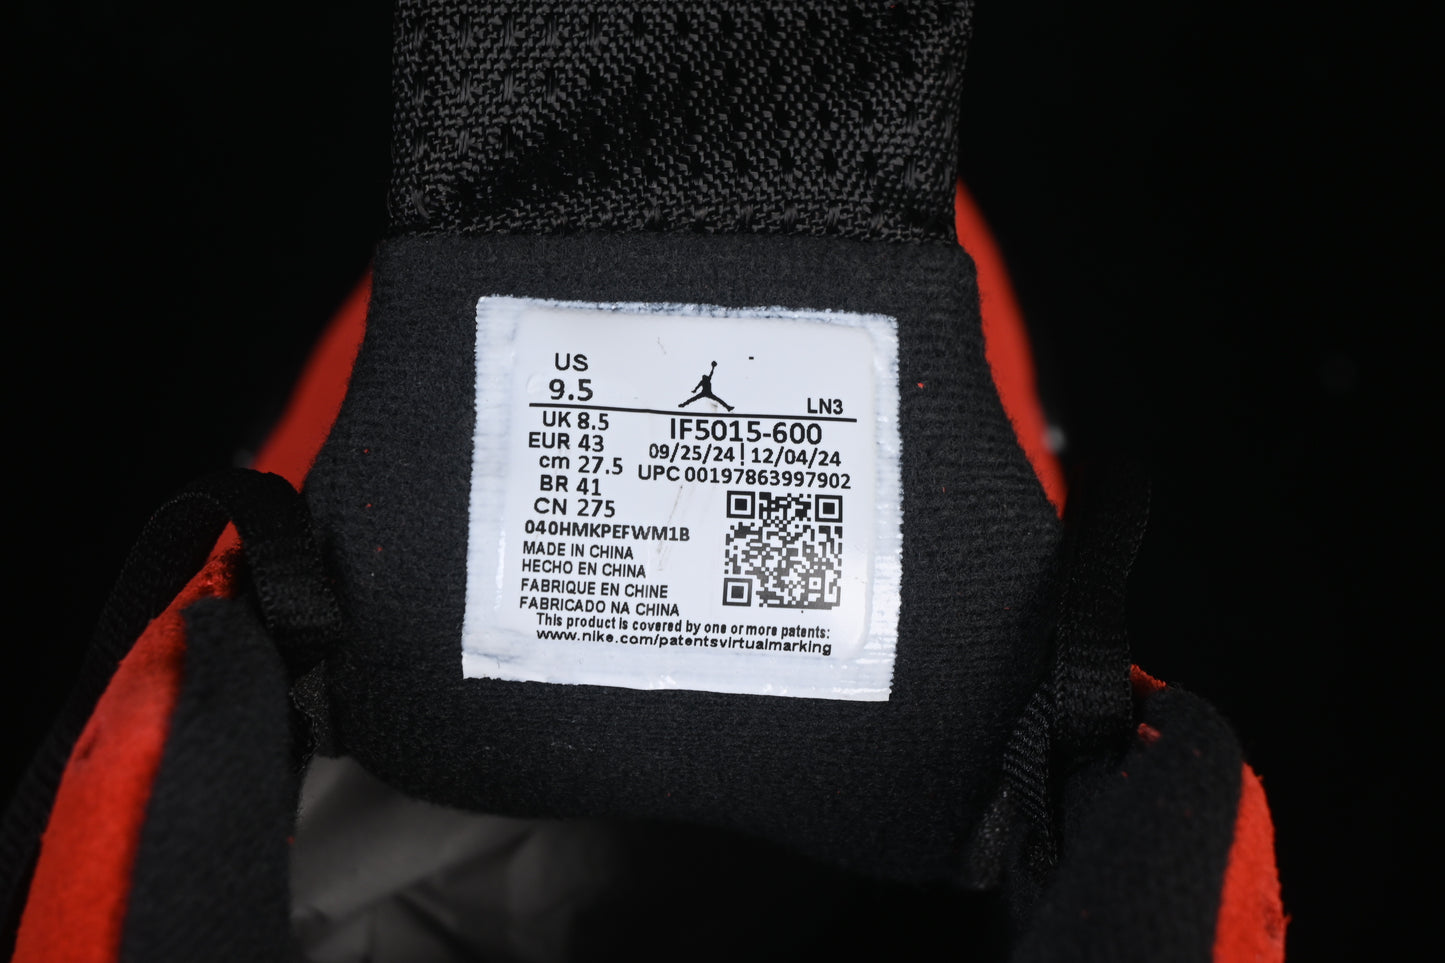 US
9.5
LN3
UK 8.5
IF5015-600
EUR 43
09/25/24 | 12/04/24
cm 27.5
UPC 00197863997902
BR 41
CN 275
040HMKPEFWM1B
MADE IN CHINA
HECHO EN CHINA
FABRIQUE EN CHINE
FABRICADO NA CHINA
This product is covered by one or more patents:
www.nike.com/patentsvirtualmarking